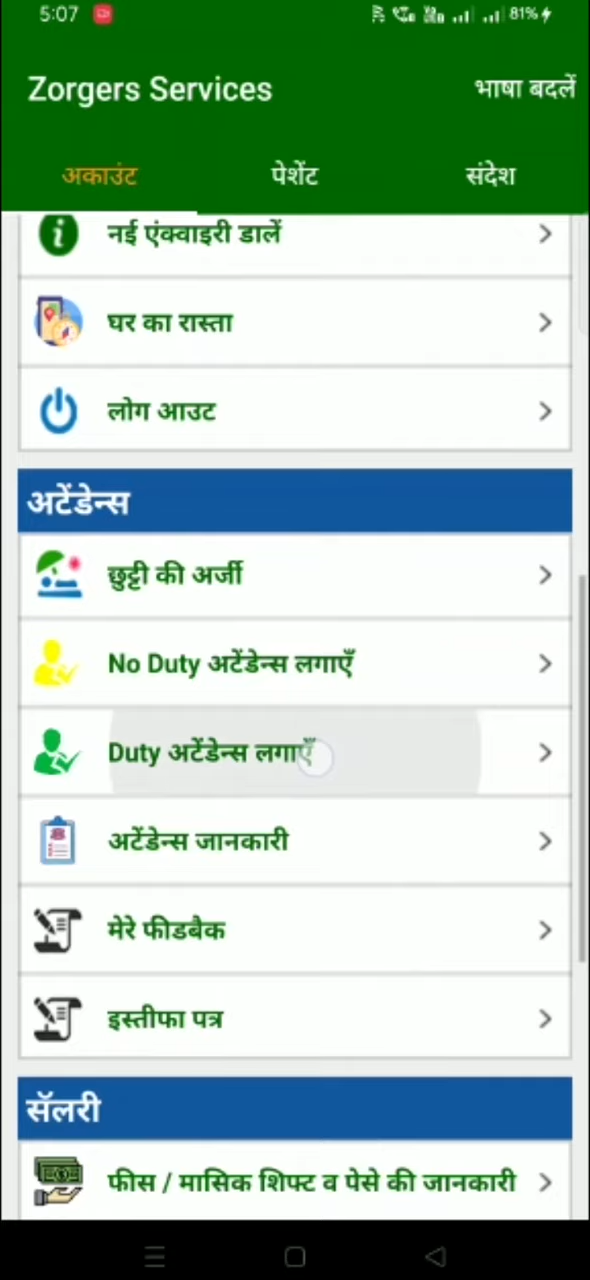 5:07
81%
Zorgers Services
भाषा बदलें
अकाउंट
पेशेंट
संदेश
नई एंक्वाइरी डालें
घर का रास्ता
लोग आउट
अटेंडेन्स
छुट्टी की अर्जी
No Duty अटेंडेन्स लगाएँ
Duty अटेंडेन्स लगाएँ
अटेंडेन्स जानकारी
मेरे फीडबैक
इस्तीफा पत्र
सॅलरी
फीस / मासिक शिफ्ट व पेसे की जानकारी